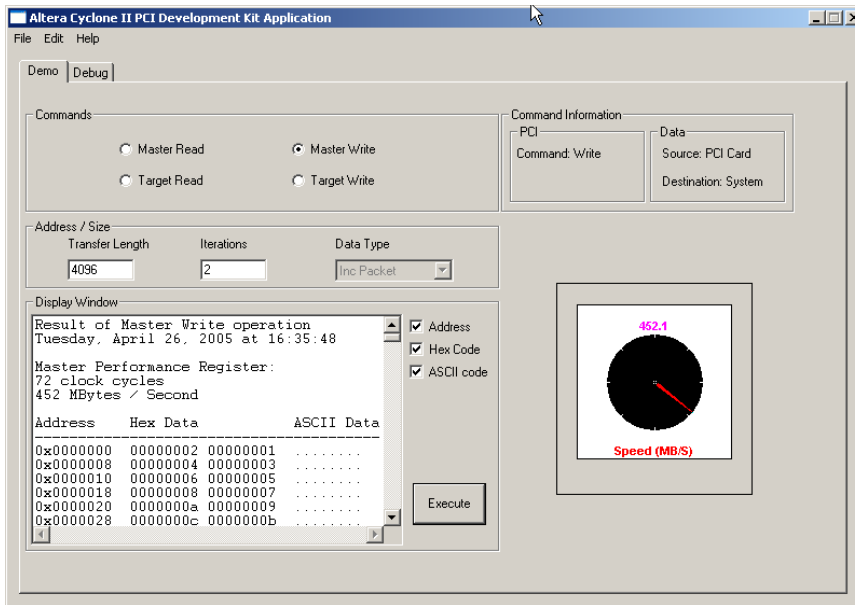 Altera Cyclone II PCI Development Kit Application
File Edit Help
Demo Debug
Commands
Master Read Master Write
Target Read Target Write
Command Information
PCI
Command: Write
Data
Source: PCI Card
Destination: System
Address / Size
Transfer Length Iterations Data Type
4096 2 Inc Packet
Display Window
Result of Master Write operation
Tuesday, April 26, 2005 at 16:35:48
Master Performance Register:
72 clock cycles
452 MBytes / Second
Address Hex Data ASCII Data
----------------------------------------
0x0000000 00000002 00000001 ........
0x0000008 00000004 00000003 ........
0x0000010 00000006 00000005 ........
0x0000018 00000008 00000007 ........
0x0000020 0000000a 00000009 ........
0x0000028 0000000c 0000000b ........
Address
Hex Code
ASCII code
Execute
452.1
Speed (MB/S)